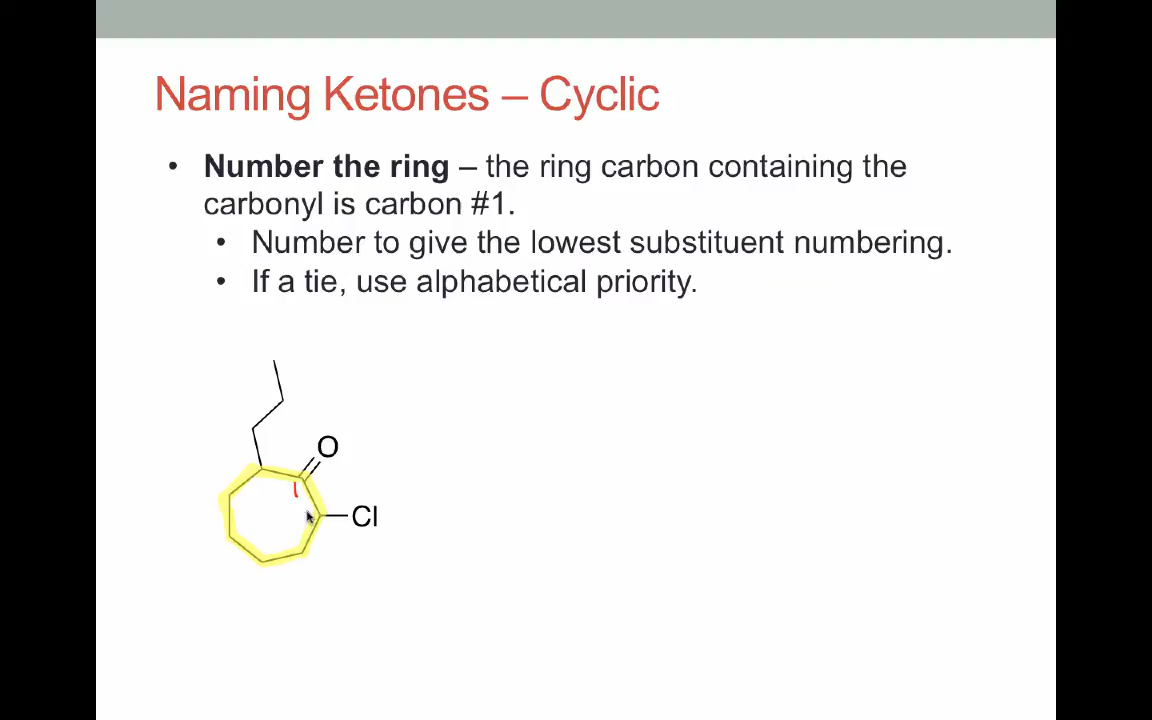 Naming Ketones – Cyclic
• Number the ring – the ring carbon containing the
carbonyl is carbon #1.
• Number to give the lowest substituent numbering.
• If a tie, use alphabetical priority.
O
Cl